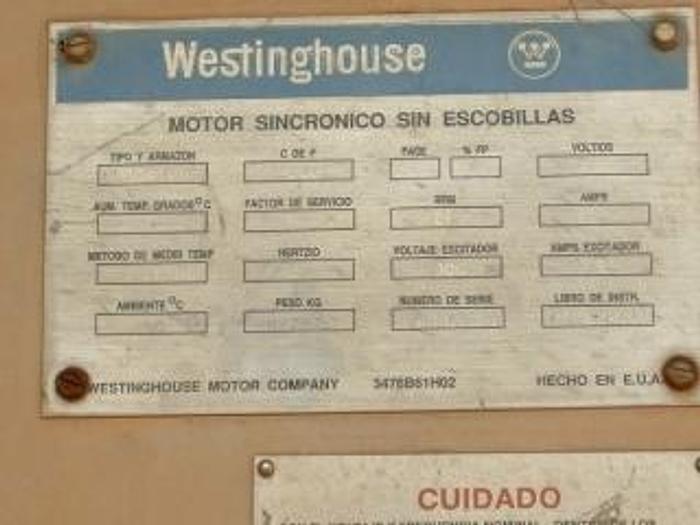 Westinghouse
W
MOTOR SINCRONICO SIN ESCOBILLAS
TIPO Y ARMAZON C DE F FASE % FP VOLTIOS
AUM. TEMP. GRADOS °C FACTOR DE SERVICIO RPM AMPS
METODO DE MEDIR TEMP HERTZIO VOLTAJE EXCITADOR AMPS EXCITADOR
AMBIENTE °C PESO KG NUMERO DE SERIE LIBRO DE INSTR.
WESTINGHOUSE MOTOR COMPANY 3476B61H02 HECHO EN E.U.A.
CUIDADO